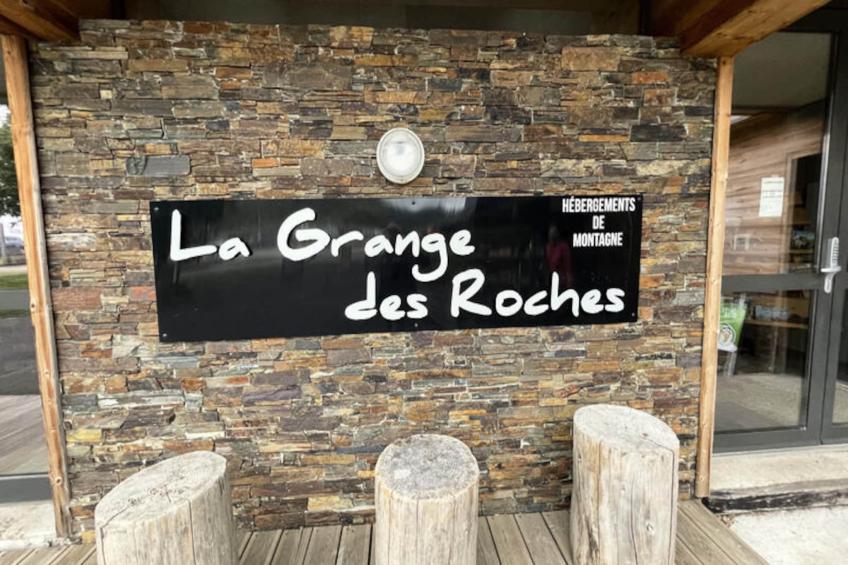 La Grange
des Roches
HÉBERGEMENTS
DE
MONTAGNE